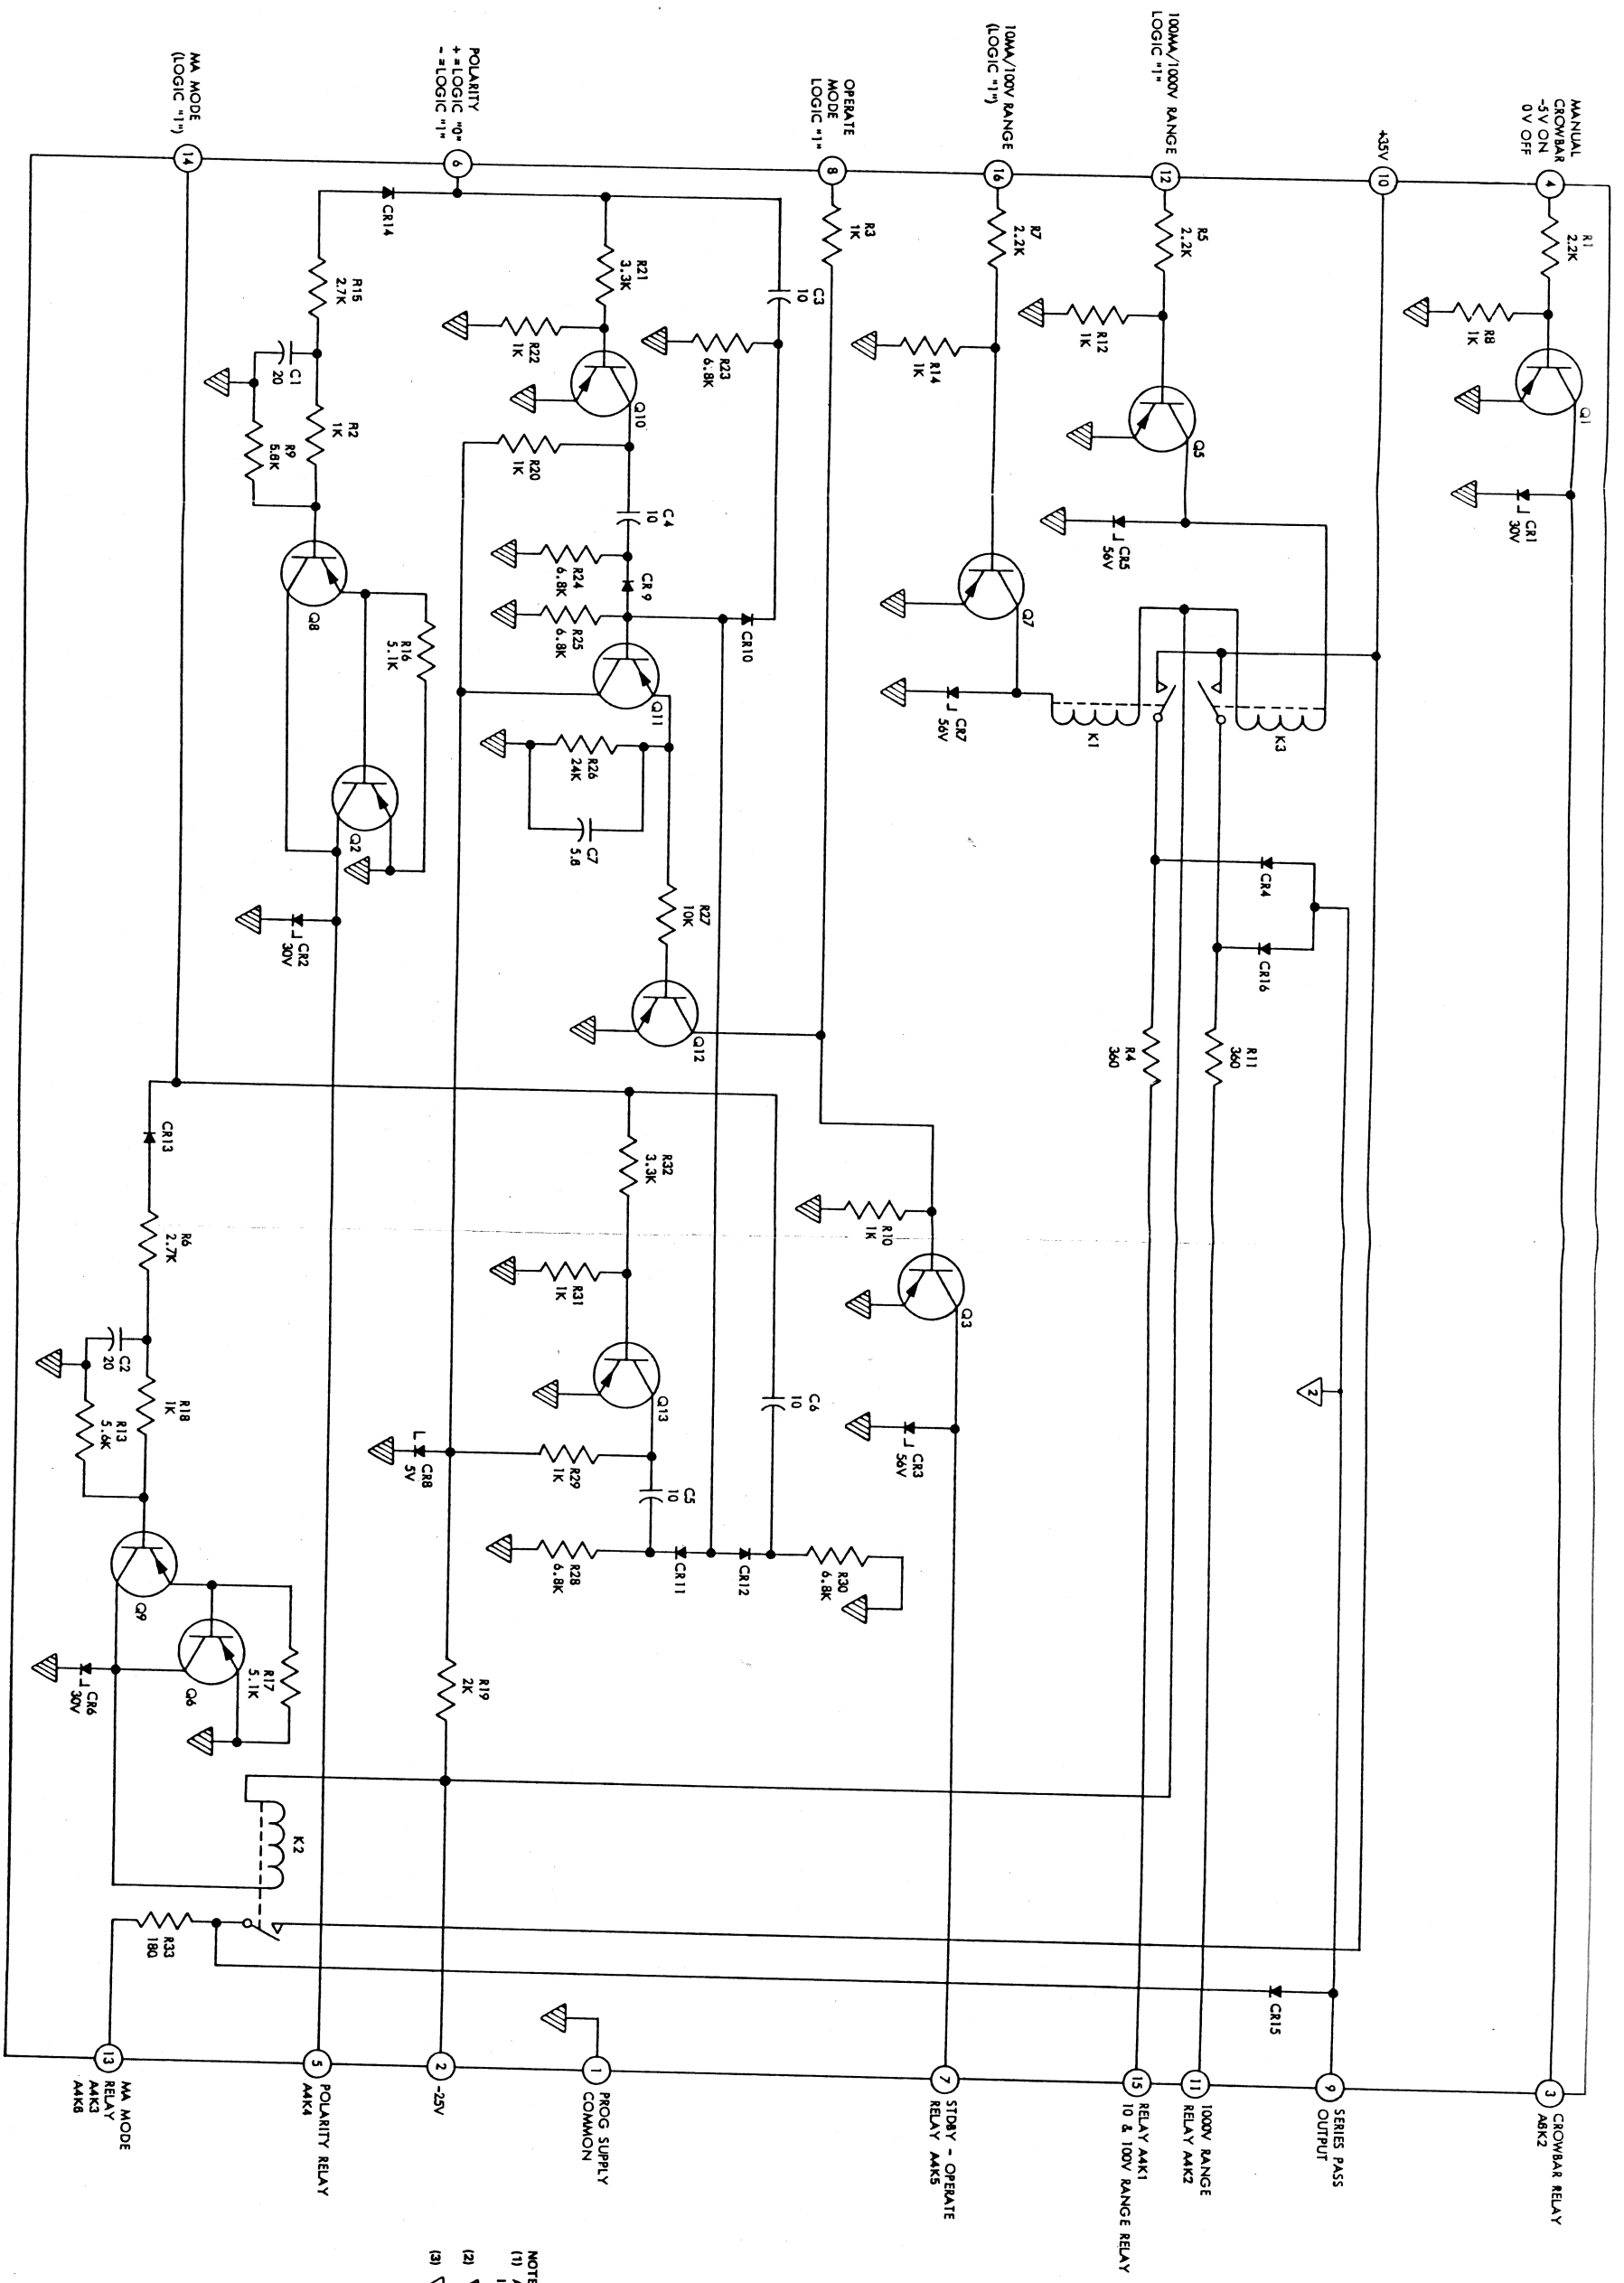 MANUAL
CROWBAR
-5V ON
0V OFF
4
R1
2.2K
R8
1K
Q1
CR1
30V
3
CROWBAR RELAY
A8K2
+35V
10
100MA/1000V RANGE
LOGIC "1"
12
R5
2.2K
R12
1K
Q5
CR5
56V
K3
K1
CR4
CR16
R11
360
R4
360
2
CR15
9
SERIES PASS
OUTPUT
11
1000V RANGE
RELAY A4K2
15
RELAY A4K1
10 & 100V RANGE RELAY
10MA/100V RANGE
(LOGIC "1")
16
R7
2.2K
R14
1K
Q7
CR7
56V
OPERATE
MODE
LOGIC "1"
8
R3
1K
R10
1K
Q3
CR3
56V
7
STDBY - OPERATE
RELAY A4K5
C3
10
R23
6.8K
CR10
C6
10
R30
6.8K
CR12
CR11
POLARITY
+ =LOGIC "0"
- =LOGIC "1"
6
R21
3.3K
R22
1K
Q10
R20
1K
C4
10
R24
6.8K
CR9
R25
6.8K
Q11
R26
24K
C7
R27
10K
Q12
R32
3.3K
R31
1K
Q13
R29
1K
C5
10
R28
6.8K
CR8
5V
R19
2K
1
PROG SUPPLY
COMMON
2
-25V
CR14
R15
2.7K
C1
20
R2
1K
R9
Q8
R16
5.1K
Q2
CR2
30V
5
POLARITY RELAY
A4K4
MA MODE
(LOGIC "1")
14
CR13
R6
2.7K
C2
20
R18
1K
R13
5.6K
Q9
R17
5.1K
Q6
CR6
30V
K2
R33
180
13
MA MODE
RELAY
A4K3
A4K6
NOTE
(1)
(2)
(3)